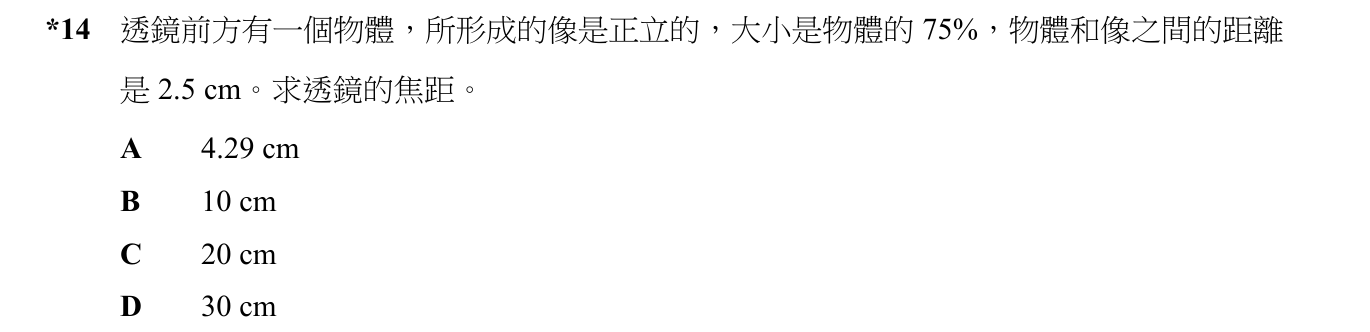 *14 透鏡前方有一個物體，所形成的像是正立的，大小是物體的 75%，物體和像之間的距離
是 2.5 cm。求透鏡的焦距。
A 4.29 cm
B 10 cm
C 20 cm
D 30 cm